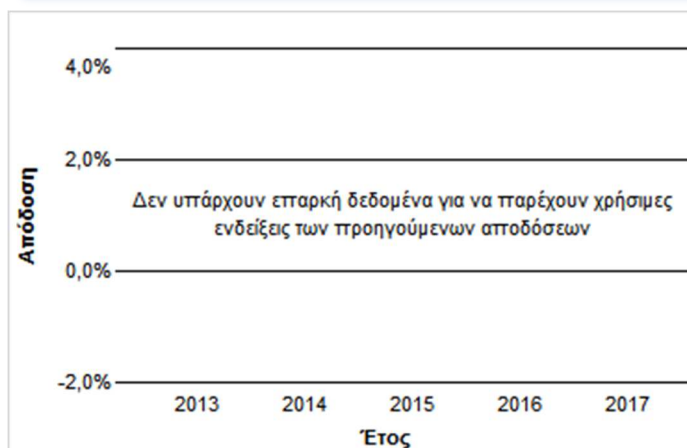 4,0%
2,0%
Δεν υπάρχουν επαρκή δεδομένα για να παρέχουν χρήσιμες
ενδείξεις των προηγούμενων αποδόσεων
0,0%
-2,0%
Απόδοση
2013 2014 2015 2016 2017
Έτος